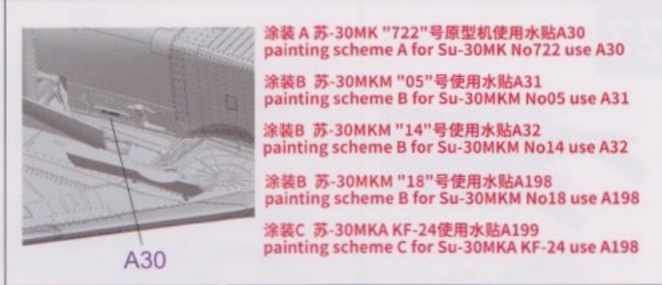 涂装 A 苏-30MK "722"号原型机使用水贴A30
painting scheme A for Su-30MK No722 use A30
涂装B 苏-30MKM "05"号使用水贴A31
painting scheme B for Su-30MKM No05 use A31
涂装B 苏-30MKM "14"号使用水贴A32
painting scheme B for Su-30MKM No14 use A32
涂装B 苏-30MKM "18"号使用水贴A198
painting scheme B for Su-30MKM No18 use A198
涂装C 苏-30MKA KF-24使用水贴A199
painting scheme C for Su-30MKA KF-24 use A198
A30